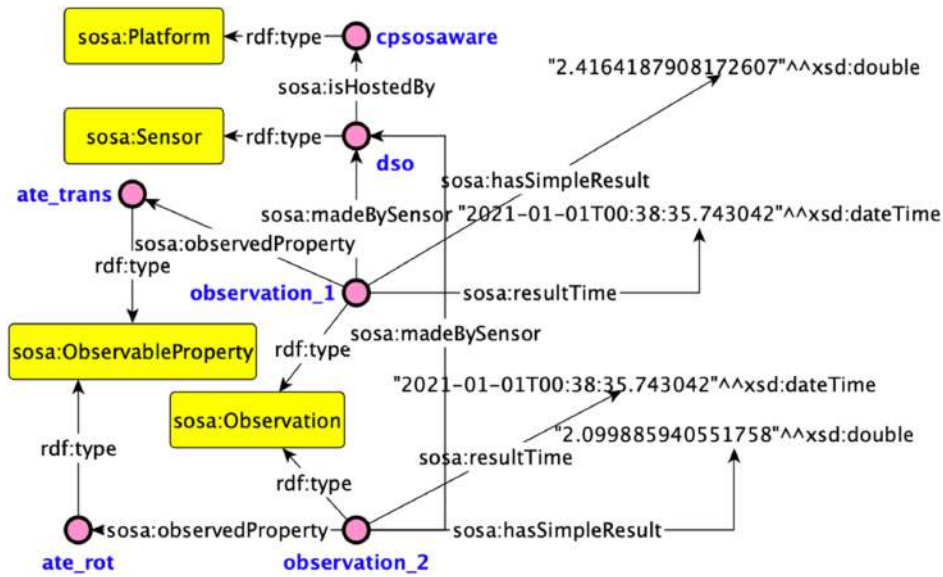 sosa:Platform
rdf:type
cpsosaware
"2.4164187908172607"^^xsd:double
sosa:isHostedBy
sosa:Sensor
rdf:type
dso
ate_trans
sosa:hasSimpleResult
sosa:madeBySensor
"2021-01-01T00:38:35.743042"^^xsd:dateTime
sosa:observedProperty
rdf:type
observation_1
sosa:resultTime
sosa:madeBySensor
sosa:ObservableProperty
rdf:type
"2021-01-01T00:38:35.743042"^^xsd:dateTime
sosa:Observation
"2.099885940551758"^^xsd:double
rdf:type
sosa:resultTime
rdf:type
sosa:observedProperty
sosa:hasSimpleResult
ate_rot
observation_2